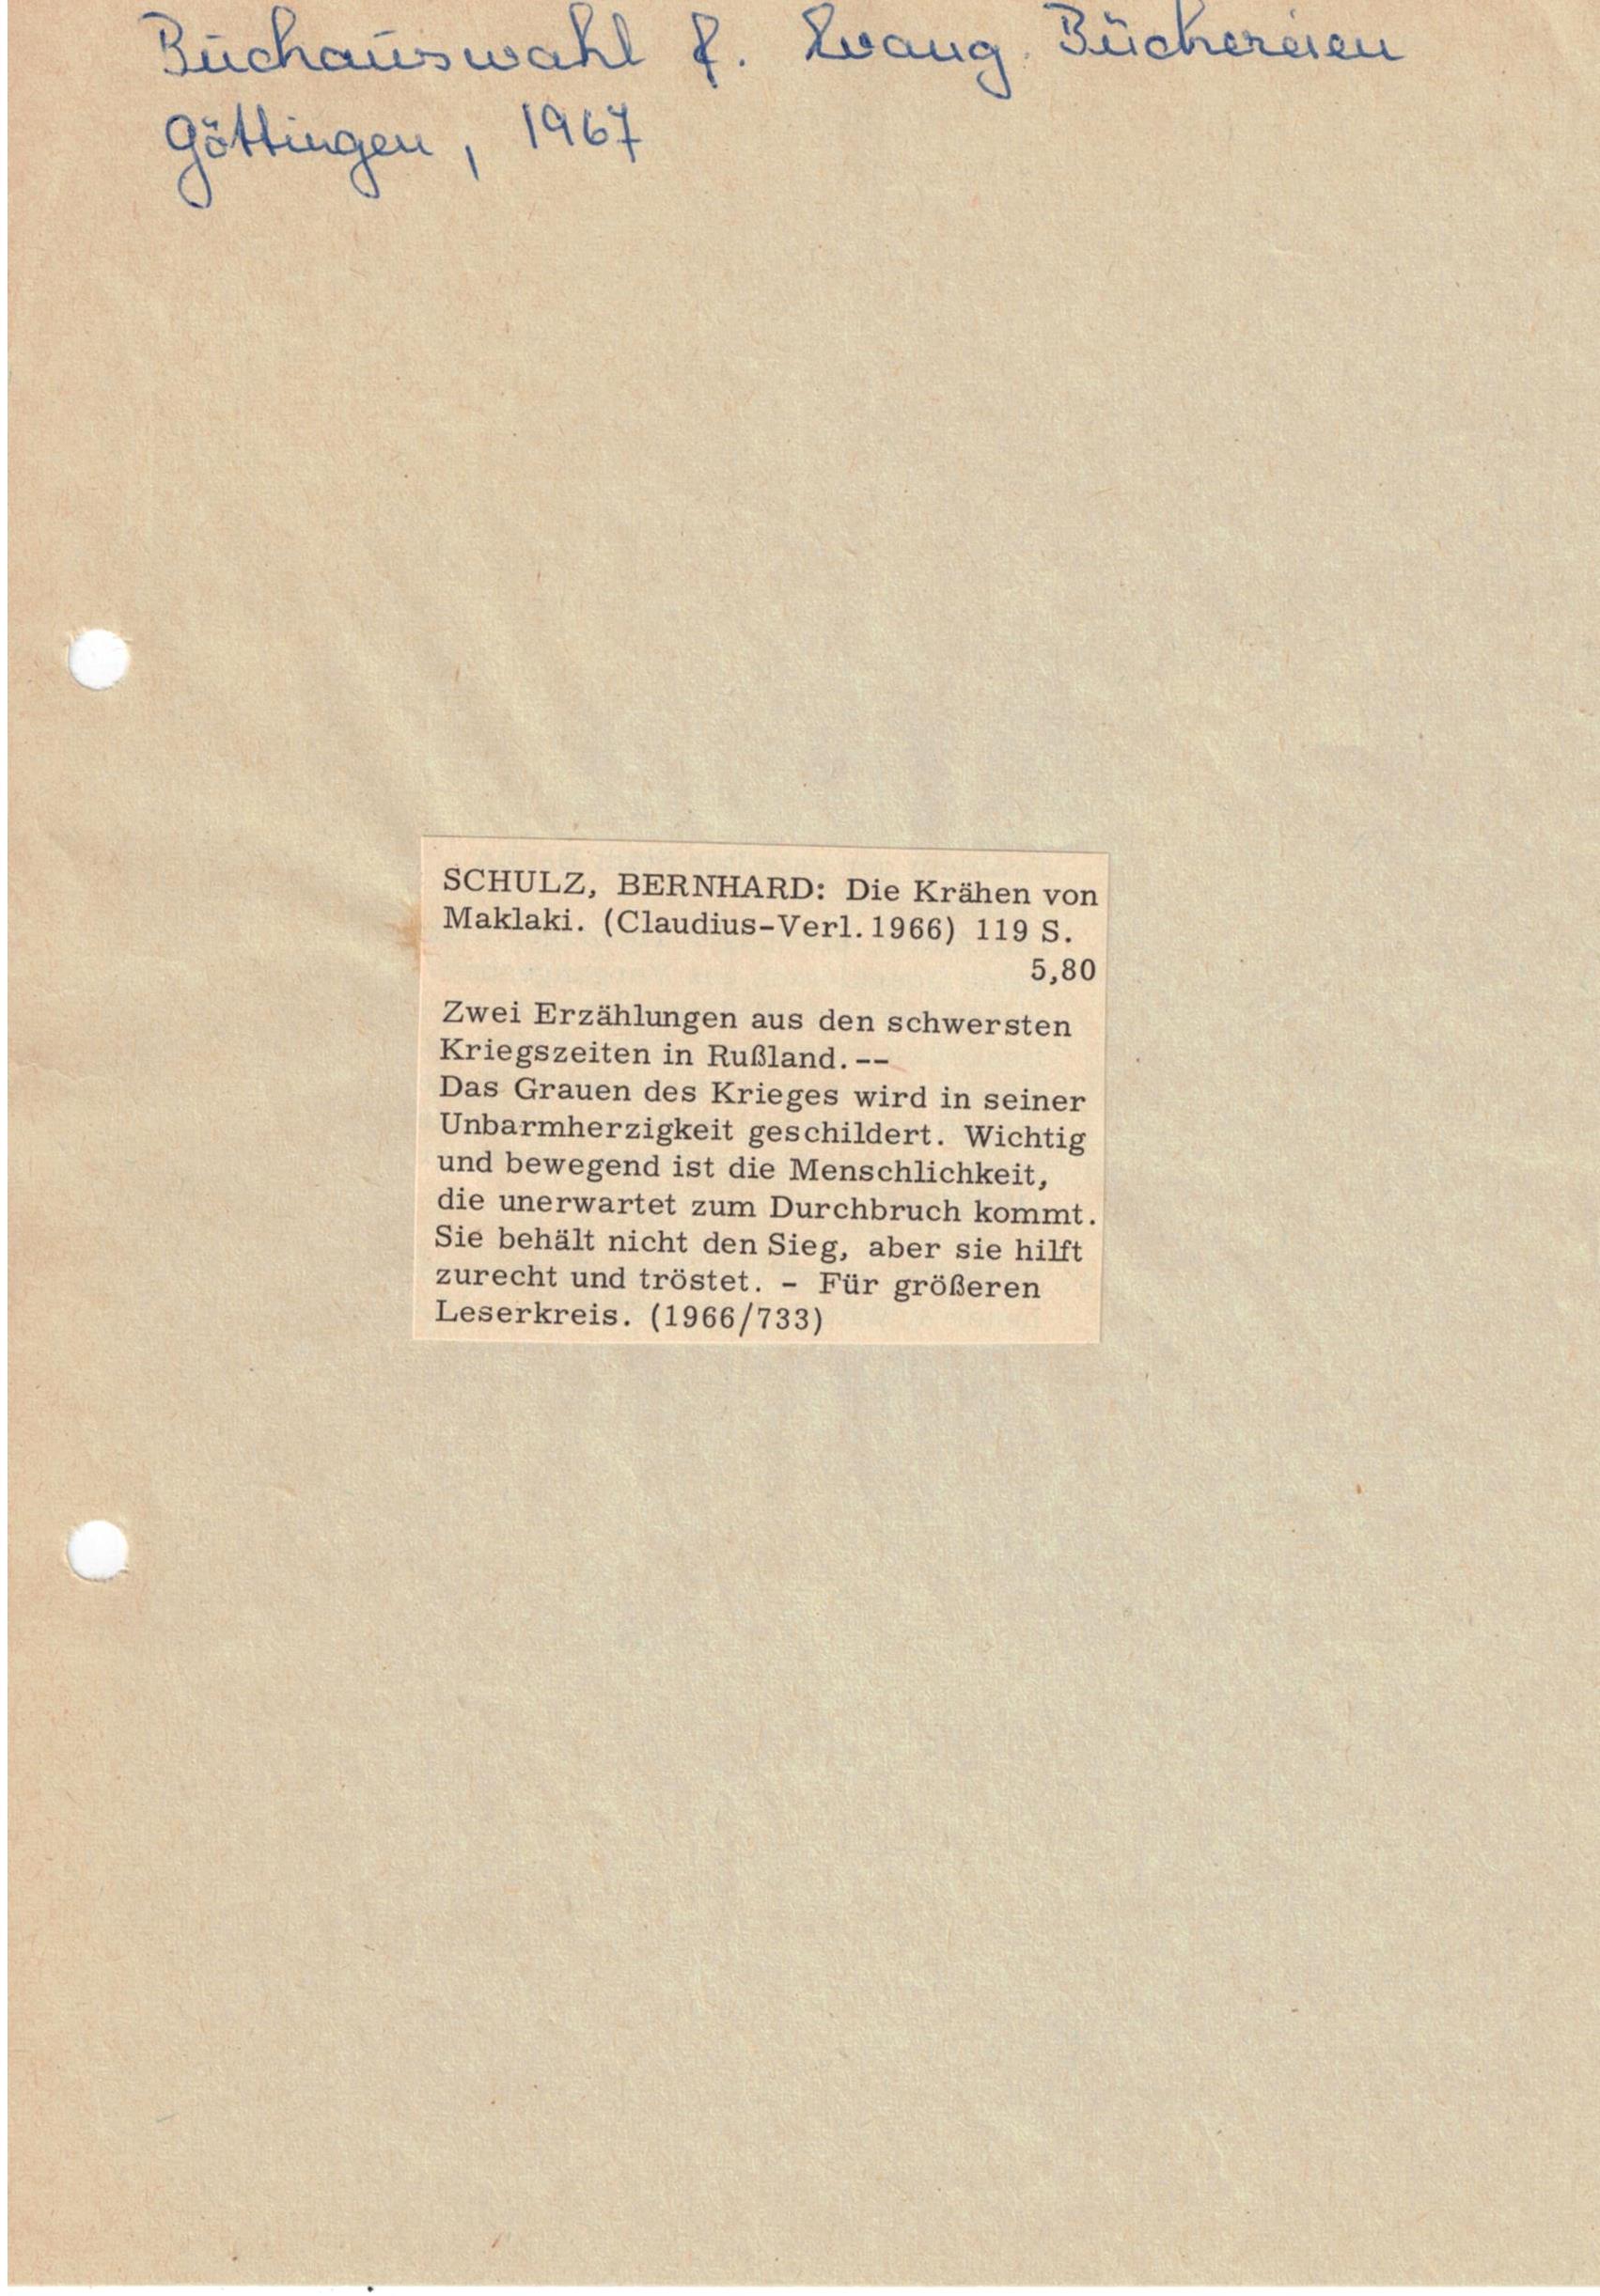 Buchauswahl f. Evang. Büchereien
Göttingen, 1967
SCHULZ, BERNHARD: Die Krähen von
Maklaki. (Claudius-Verl. 1966) 119 S.
5,80
Zwei Erzählungen aus den schwersten
Kriegszeiten in Rußland. --
Das Grauen des Krieges wird in seiner
Unbarmherzigkeit geschildert. Wichtig
und bewegend ist die Menschlichkeit,
die unerwartet zum Durchbruch kommt.
Sie behält nicht den Sieg, aber sie hilft
zurecht und tröstet. - Für größeren
Leserkreis. (1966/733)